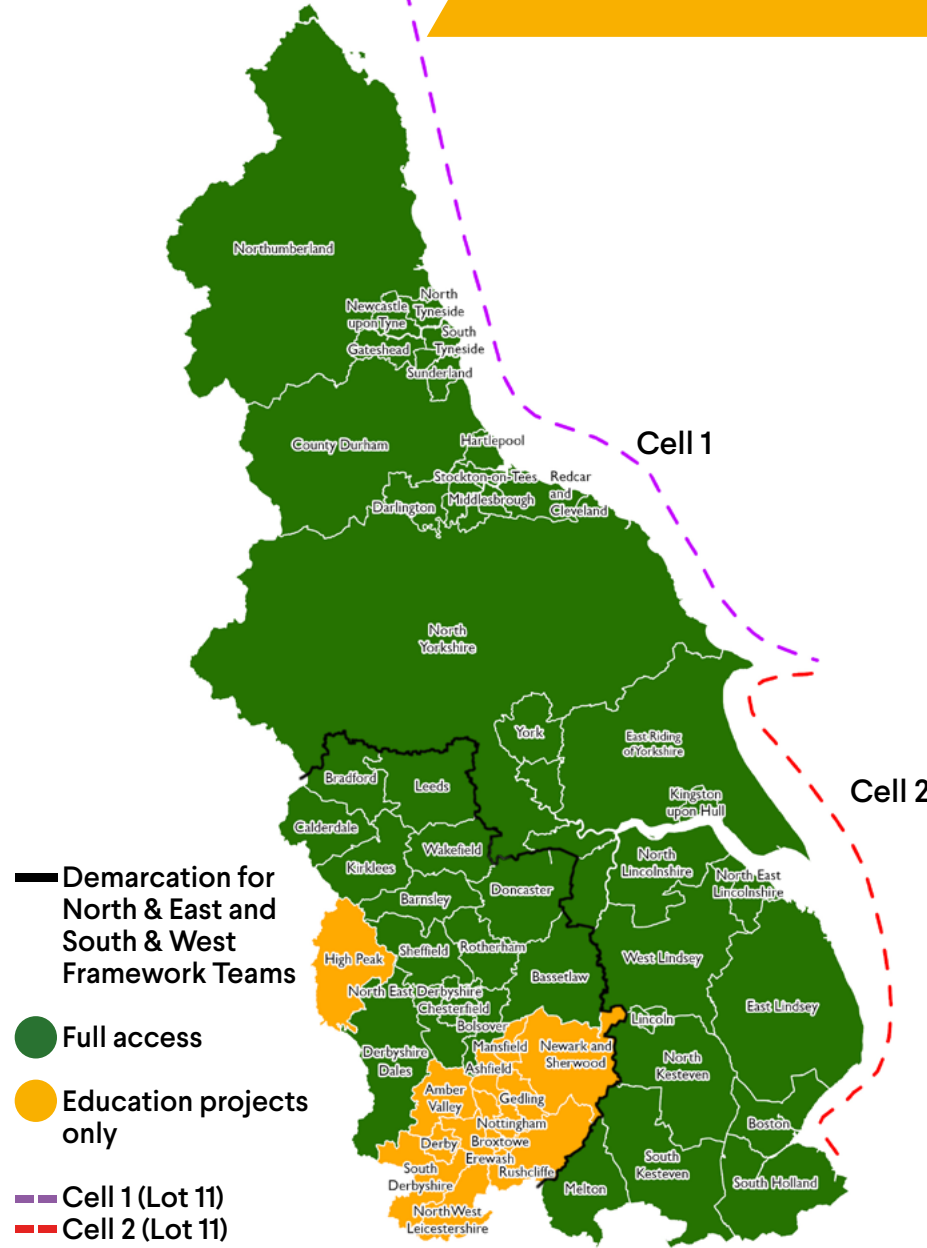 Northumberland
North
Tyneside
Newcastle
upon Tyne
South
Tyneside
Gateshead
Sunderland
County Durham
Hartlepool
Stockton-on-Tees
Redcar
and
Cleveland
Middlesbrough
Darlington
Cell 1
North
Yorkshire
York
East Riding
of Yorkshire
Bradford
Leeds
Kingston
upon Hull
Cell 2
Calderdale
Wakefield
Kirklees
North
Lincolnshire
North East
Lincolnshire
Doncaster
Barnsley
High Peak
Sheffield
Rotherham
West Lindsey
Bassetlaw
North East Derbyshire
Chesterfield
Bolsover
East Lindsey
Lincoln
Derbyshire
Dales
Mansfield
Newark and
Sherwood
Ashfield
North
Kesteven
Amber
Valley
Gedling
Nottingham
Boston
Derby
Broxtowe
Erewash
South
Derbyshire
Rushcliffe
South
Kesteven
Melton
South Holland
North West
Leicestershire
Demarcation for
North & East and
South & West
Framework Teams
Full access
Education projects
only
Cell 1 (Lot 11)
Cell 2 (Lot 11)